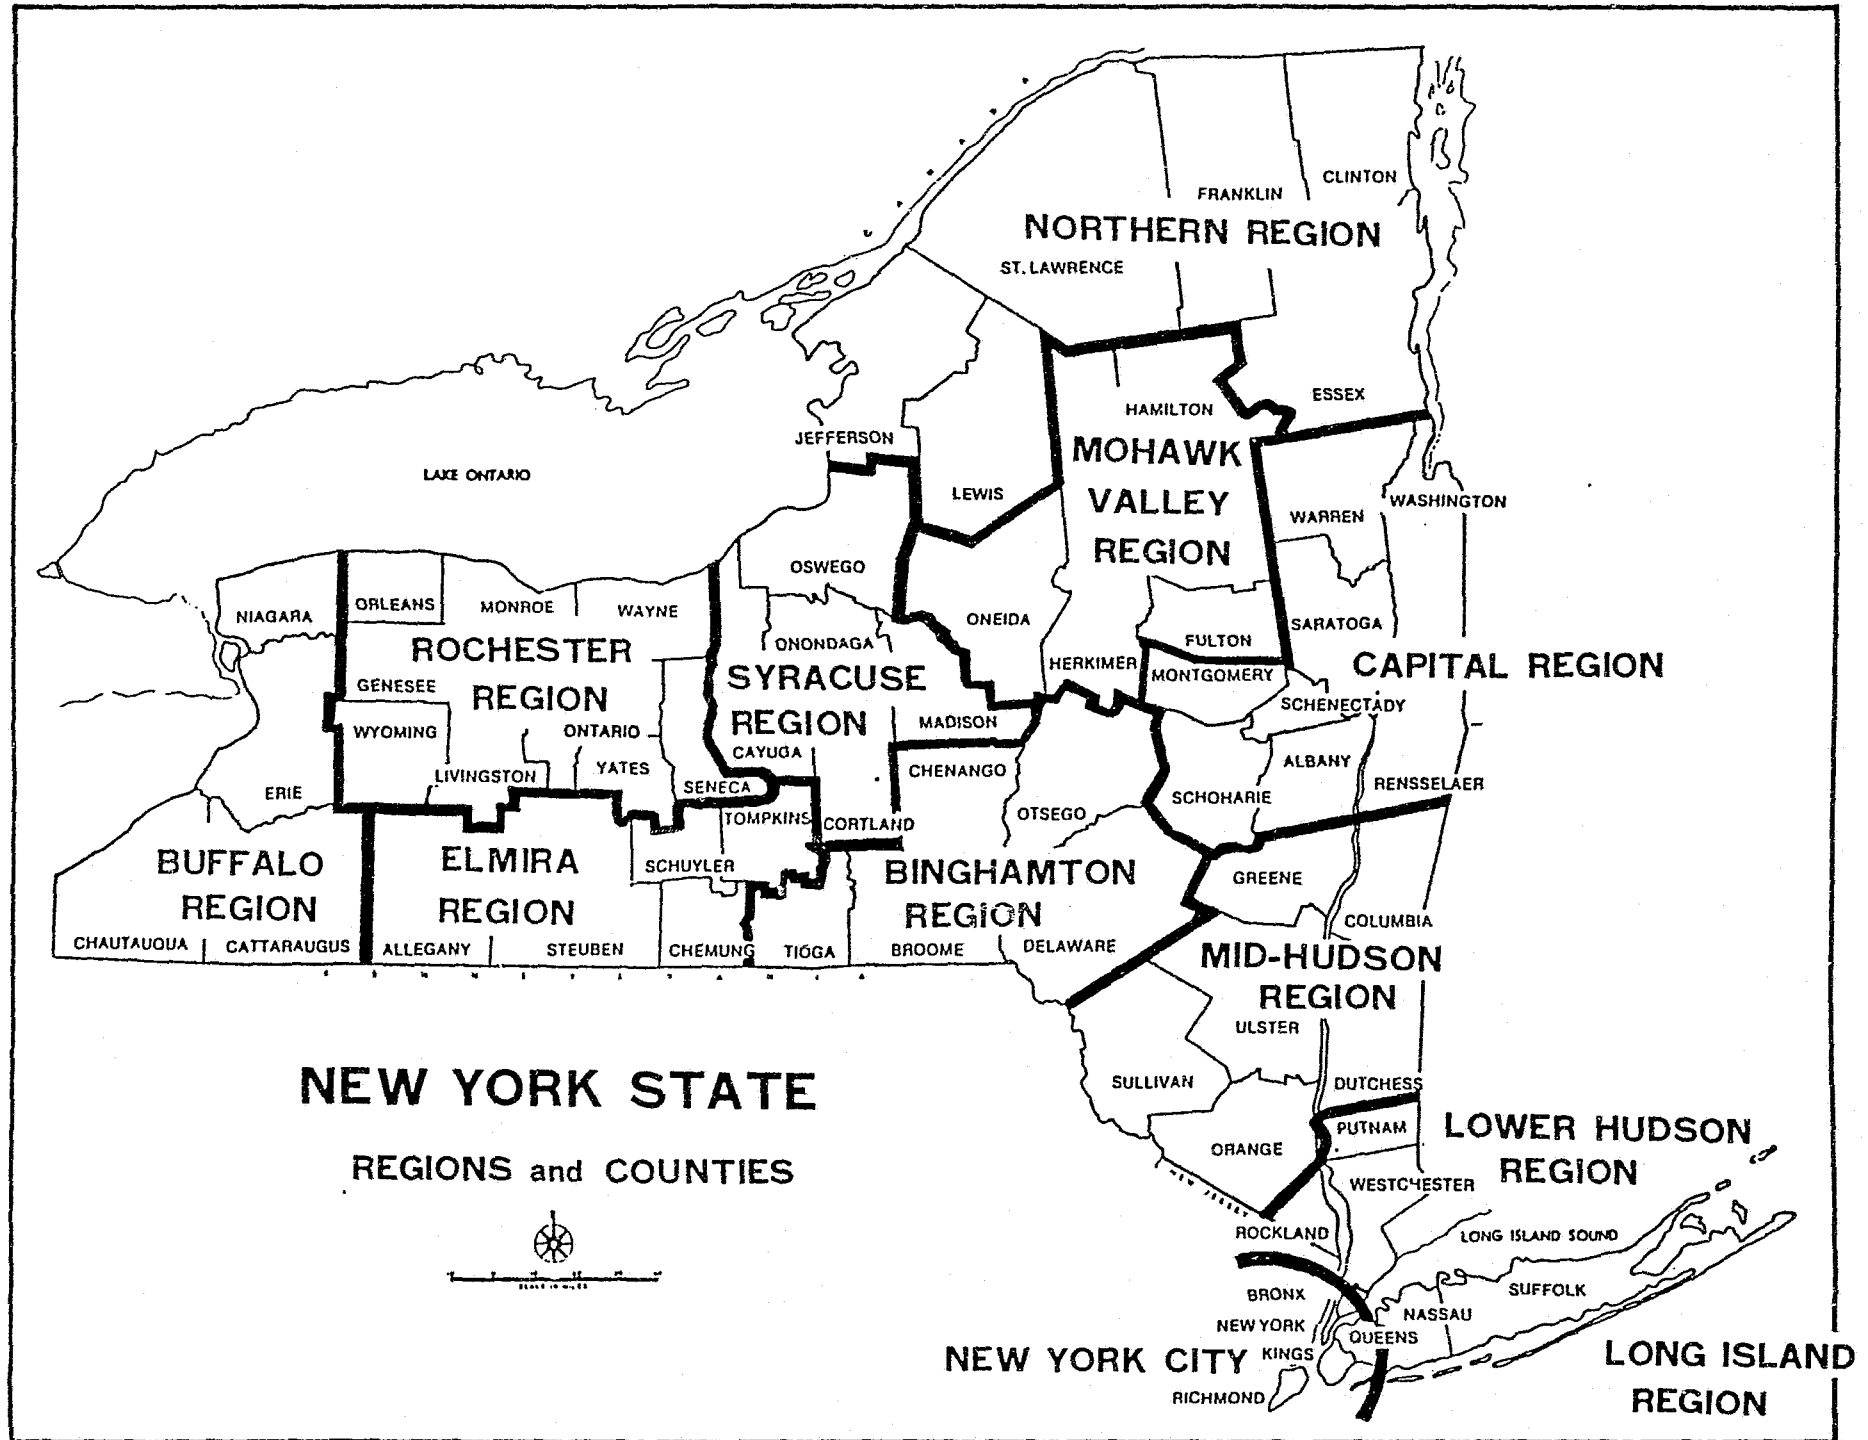 CLINTON
FRANKLIN
NORTHERN REGION
ST. LAWRENCE
ESSEX
HAMILTON
JEFFERSON
MOHAWK
VALLEY
REGION
LAKE ONTARIO
LEWIS
WASHINGTON
WARREN
OSWEGO
ORLEANS
MONROE
WAYNE
NIAGARA
ONEIDA
SARATOGA
FULTON
ONONDAGA
ROCHESTER
REGION
HERKIMER
CAPITAL REGION
MONTGOMERY
SYRACUSE
REGION
GENESEE
SCHENECTADY
MADISON
WYOMING
ONTARIO
CAYUGA
ALBANY
CHENANGO
YATES
LIVINGSTON
RENSSELAER
SENECA
ERIE
SCHOHARIE
OTSEGO
TOMPKINS
CORTLAND
BUFFALO
REGION
ELMIRA
REGION
SCHUYLER
BINGHAMTON
REGION
GREENE
COLUMBIA
CHAUTAUQUA
CATTARAUGUS
ALLEGANY
STEUBEN
CHEMUNG
TIOGA
BROOME
DELAWARE
MID-HUDSON
REGION
ULSTER
SULLIVAN
DUTCHESS
NEW YORK STATE
REGIONS and COUNTIES
PUTNAM
LOWER HUDSON
REGION
ORANGE
WESTCHESTER
NEW JERSEY
ROCKLAND
LONG ISLAND SOUND
SUFFOLK
BRONX
NASSAU
NEW YORK
QUEENS
NEW YORK CITY
KINGS
RICHMOND
LONG ISLAND
REGION